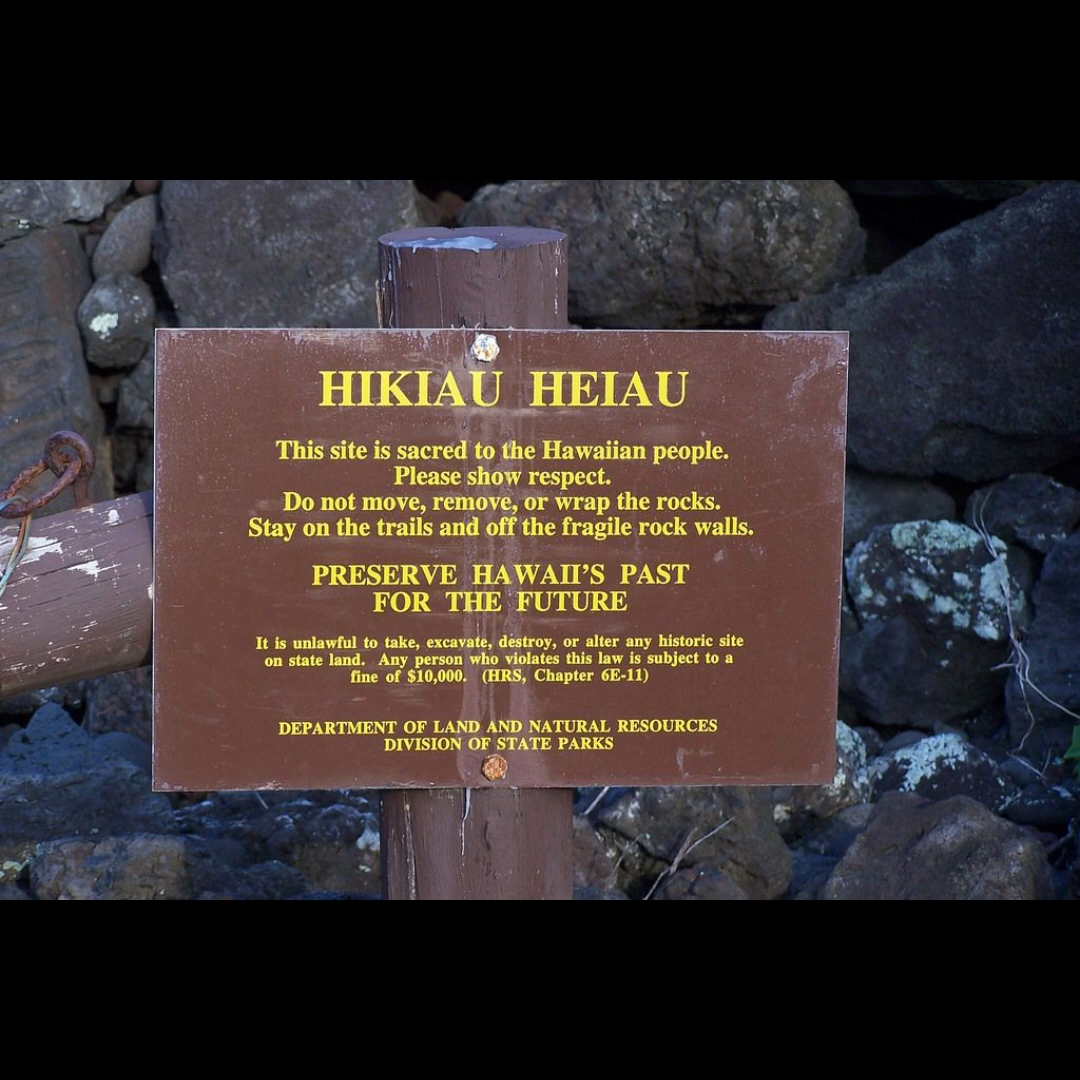 HIKIAU HEIAU
This site is sacred to the Hawaiian people.
Please show respect.
Do not move, remove, or wrap the rocks.
Stay on the trails and off the fragile rock walls.
PRESERVE HAWAII'S PAST
FOR THE FUTURE
It is unlawful to take, excavate, destroy, or alter any historic site
on state land. Any person who violates this law is subject to a
fine of $10,000. (HRS, Chapter 6E-11)
DEPARTMENT OF LAND AND NATURAL RESOURCES
DIVISION OF STATE PARKS